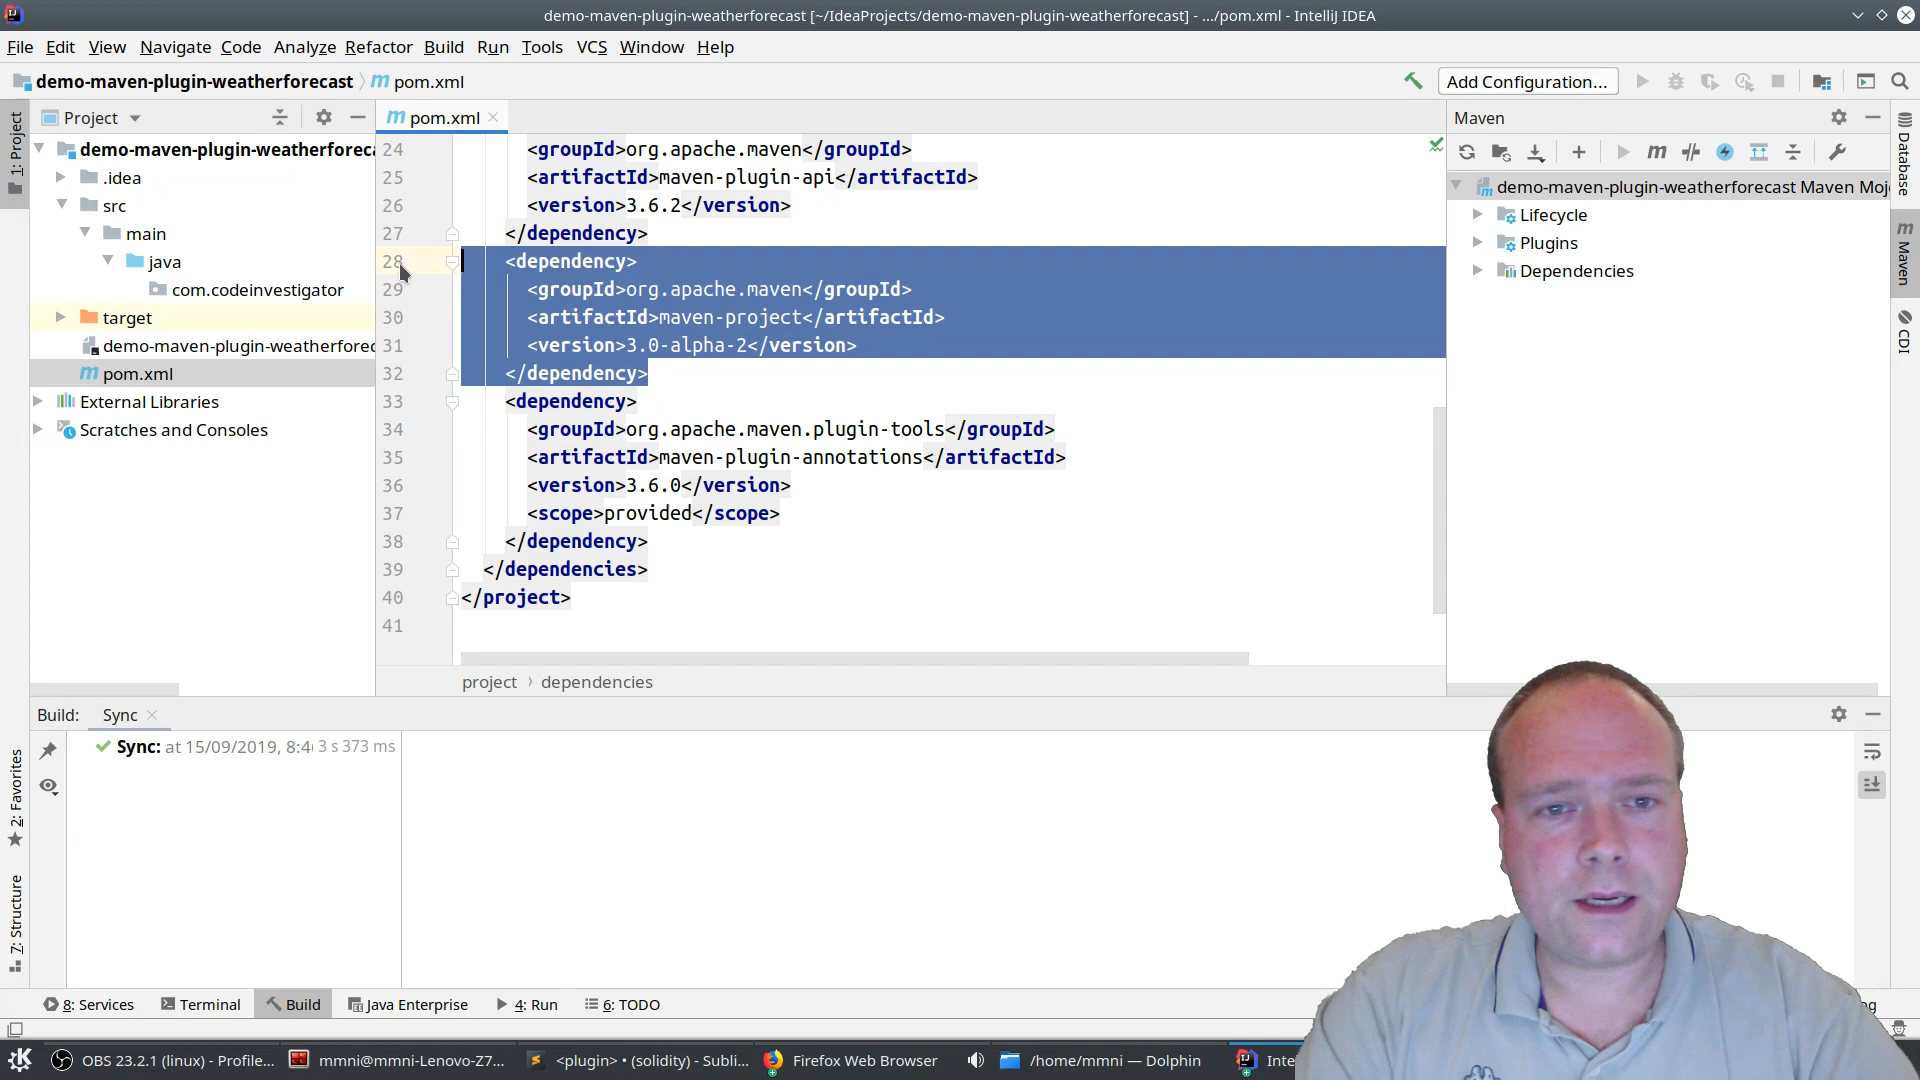 demo-maven-plugin-weatherforecast [~/IdeaProjects/demo-maven-plugin-weatherforecast] - .../pom.xml - IntelliJ IDEA
File Edit View Navigate Code Analyze Refactor Build Run Tools VCS Window Help
demo-maven-plugin-weatherforecast pom.xml
Add Configuration...
1: Project
Project
demo-maven-plugin-weatherforeca
.idea
src
main
java
com.codeinvestigator
target
demo-maven-plugin-weatherforec
pom.xml
External Libraries
Scratches and Consoles
pom.xml
24 <groupId>org.apache.maven</groupId>
25 <artifactId>maven-plugin-api</artifactId>
26 <version>3.6.2</version>
27 </dependency>
28 <dependency>
29 <groupId>org.apache.maven</groupId>
30 <artifactId>maven-project</artifactId>
31 <version>3.0-alpha-2</version>
32 </dependency>
33 <dependency>
34 <groupId>org.apache.maven.plugin-tools</groupId>
35 <artifactId>maven-plugin-annotations</artifactId>
36 <version>3.6.0</version>
37 <scope>provided</scope>
38 </dependency>
39 </dependencies>
40 </project>
41
project › dependencies
Maven
demo-maven-plugin-weatherforecast Maven Moj
Lifecycle
Plugins
Dependencies
Database
Maven
CDI
Build: Sync
Sync: at 15/09/2019, 8:4 3 s 373 ms
2: Favorites
7: Structure
8: Services Terminal Build Java Enterprise 4: Run 6: TODO
OBS 23.2.1 (linux) - Profile... mmni@mmni-Lenovo-Z7... <plugin> • (solidity) - Subli... Firefox Web Browser /home/mmni — Dolphin Inte